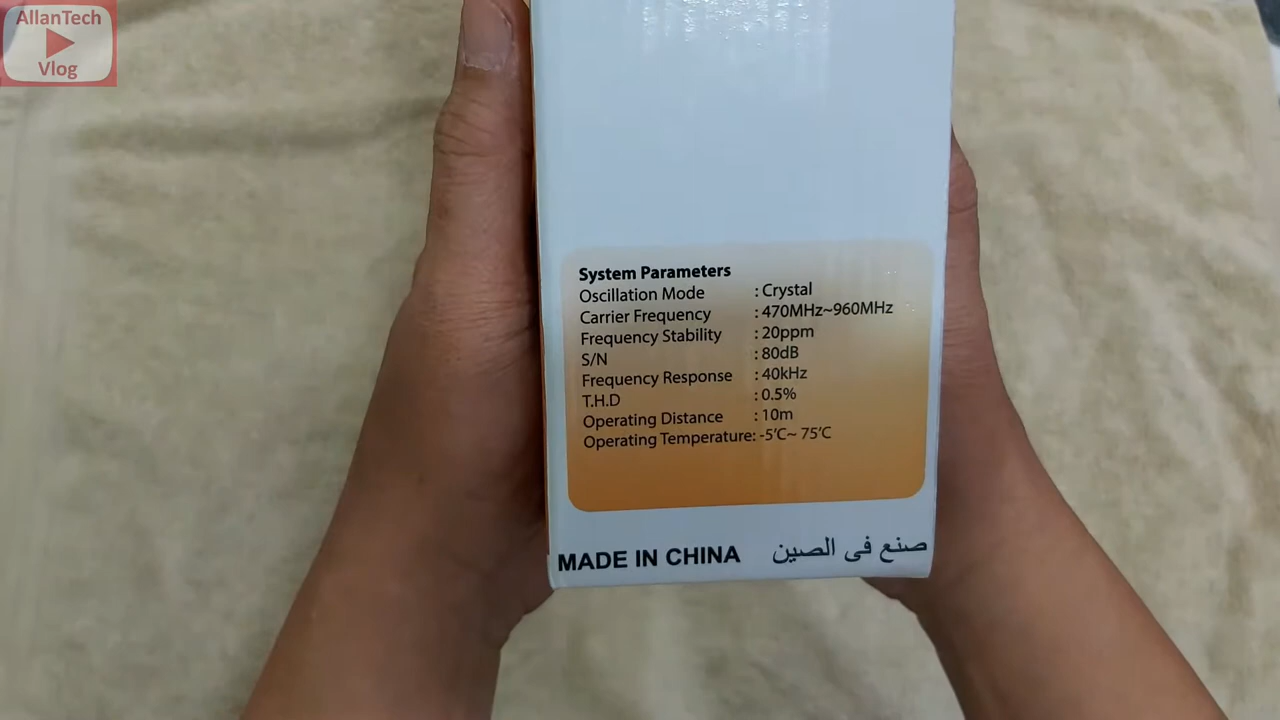 AllanTech
Vlog
System Parameters
Oscillation Mode : Crystal
Carrier Frequency : 470MHz~960MHz
Frequency Stability : 20ppm
S/N : 80dB
Frequency Response : 40kHz
T.H.D : 0.5%
Operating Distance : 10m
Operating Temperature: -5'C~ 75'C
MADE IN CHINA صنع فى الصين